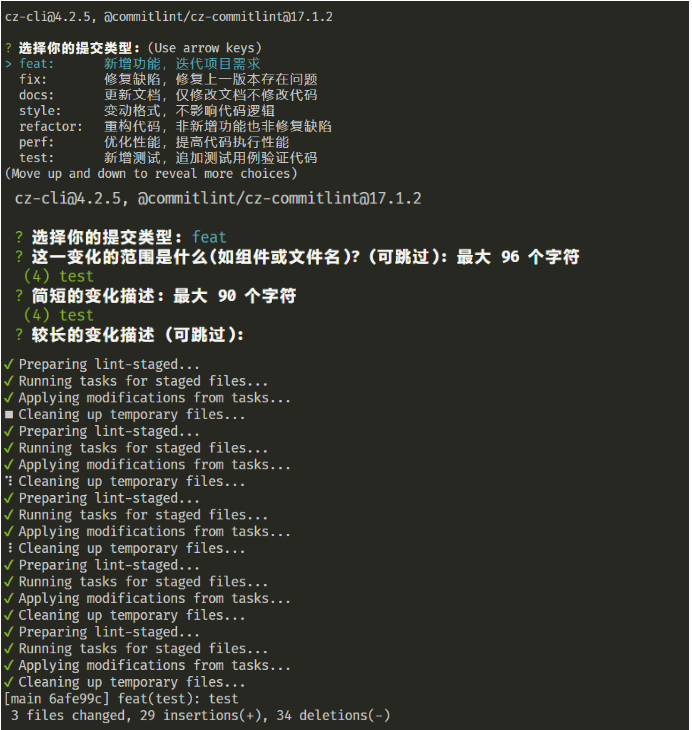 cz-cli@4.2.5, @commitlint/cz-commitlint@17.1.2
? 选择你的提交类型: (Use arrow keys)
> feat:      新增功能, 迭代项目需求
  fix:       修复缺陷, 修复上一版本存在问题
  docs:      更新文档, 仅修改文档不修改代码
  style:     变动格式, 不影响代码逻辑
  refactor:  重构代码, 非新增功能也非修复缺陷
  perf:      优化性能, 提高代码执行性能
  test:      新增测试, 追加测试用例验证代码
(Move up and down to reveal more choices)
cz-cli@4.2.5, @commitlint/cz-commitlint@17.1.2
? 选择你的提交类型: feat
? 这一变化的范围是什么(如组件或文件名)? (可跳过): 最大 96 个字符
 (4) test
? 简短的变化描述: 最大 90 个字符
 (4) test
? 较长的变化描述 (可跳过):
✓ Preparing lint-staged...
✓ Running tasks for staged files...
✓ Applying modifications from tasks...
■ Cleaning up temporary files...
✓ Preparing lint-staged...
✓ Running tasks for staged files...
✓ Applying modifications from tasks...
⠹ Cleaning up temporary files...
✓ Preparing lint-staged...
✓ Running tasks for staged files...
✓ Applying modifications from tasks...
⠸ Cleaning up temporary files...
✓ Preparing lint-staged...
✓ Running tasks for staged files...
✓ Applying modifications from tasks...
✓ Cleaning up temporary files...
✓ Preparing lint-staged...
✓ Running tasks for staged files...
✓ Applying modifications from tasks...
✓ Cleaning up temporary files...
[main 6afe99c] feat(test): test
 3 files changed, 29 insertions(+), 34 deletions(-)